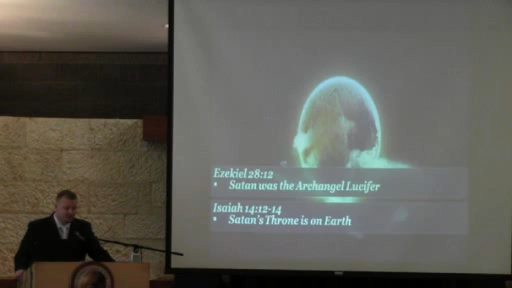 Ezekiel 28:12
• Satan was the Archangel Lucifer
Isaiah 14:12-14
• Satan's Throne is on Earth